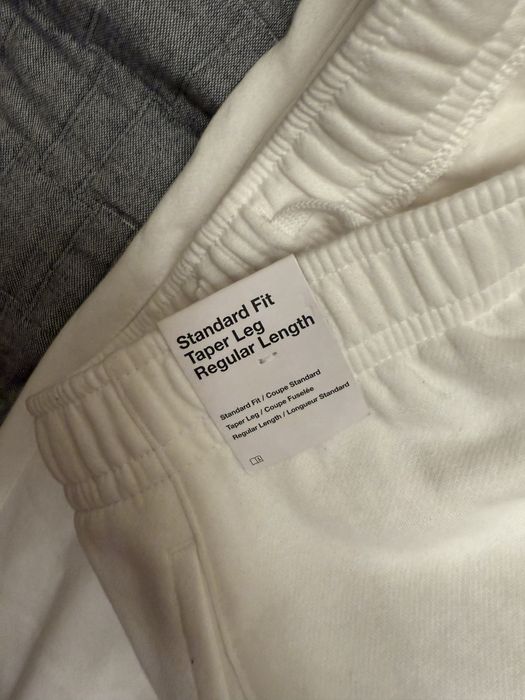 Standard Fit
Taper Leg
Regular Length
Standard Fit / Coupe Standard
Taper Leg / Coupe Fuselée
Regular Length / Longueur Standard